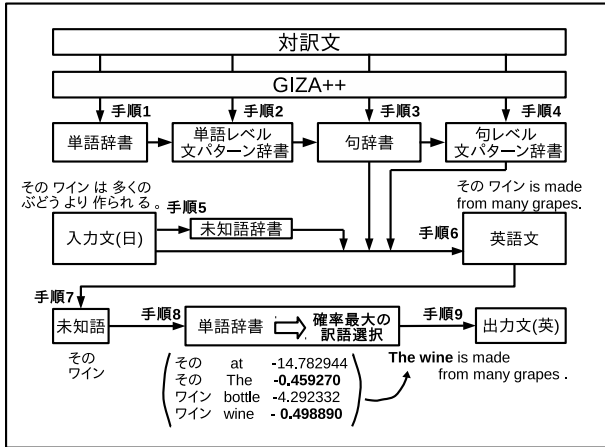 対訳文
GIZA++
手順1
手順2
手順3
手順4
単語辞書
単語レベル
文パターン辞書
句辞書
句レベル
文パターン辞書
その ワイン は 多くの
ぶどう より 作られ る 。
その ワイン is made
from many grapes.
手順5
入力文(日)
未知語辞書
手順6
英語文
手順7
未知語
手順8
単語辞書
確率最大の
訳語選択
手順9
出力文(英)
その
ワイン
その at -14.782944
その The -0.459270
ワイン bottle -4.292332
ワイン wine - 0.498890
The wine is made
from many grapes .